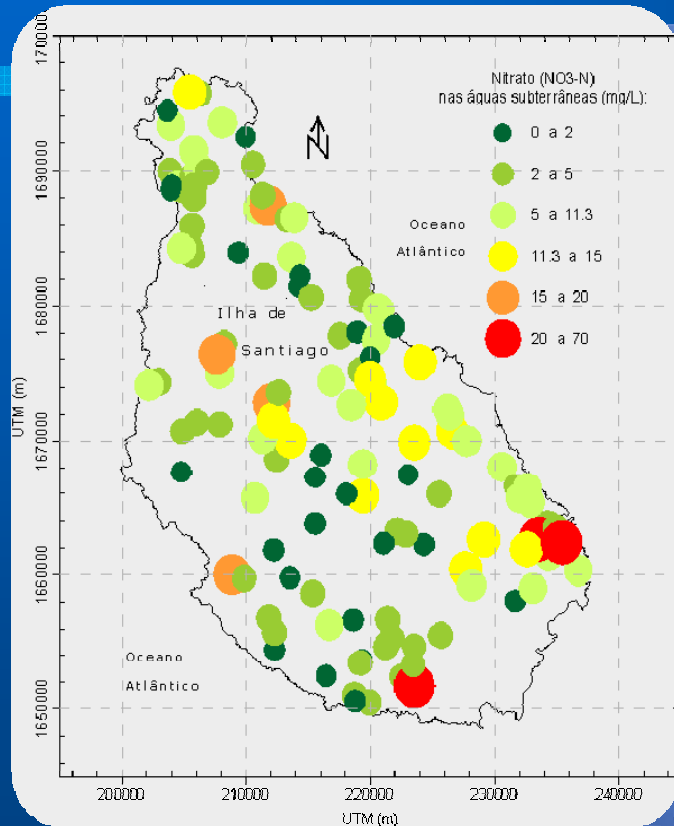 Nitrato (NO3-N)
nas águas subterrâneas (mg/L):
0 a 2
2 a 5
5 a 11.3
11.3 a 15
15 a 20
20 a 70
N
Oceano
Atlântico
Ilha de
Santiago
Oceano
Atlântico
UTM (m)
1700000
1690000
1680000
1670000
1660000
1650000
200000 210000 220000 230000 240000
UTM (m)